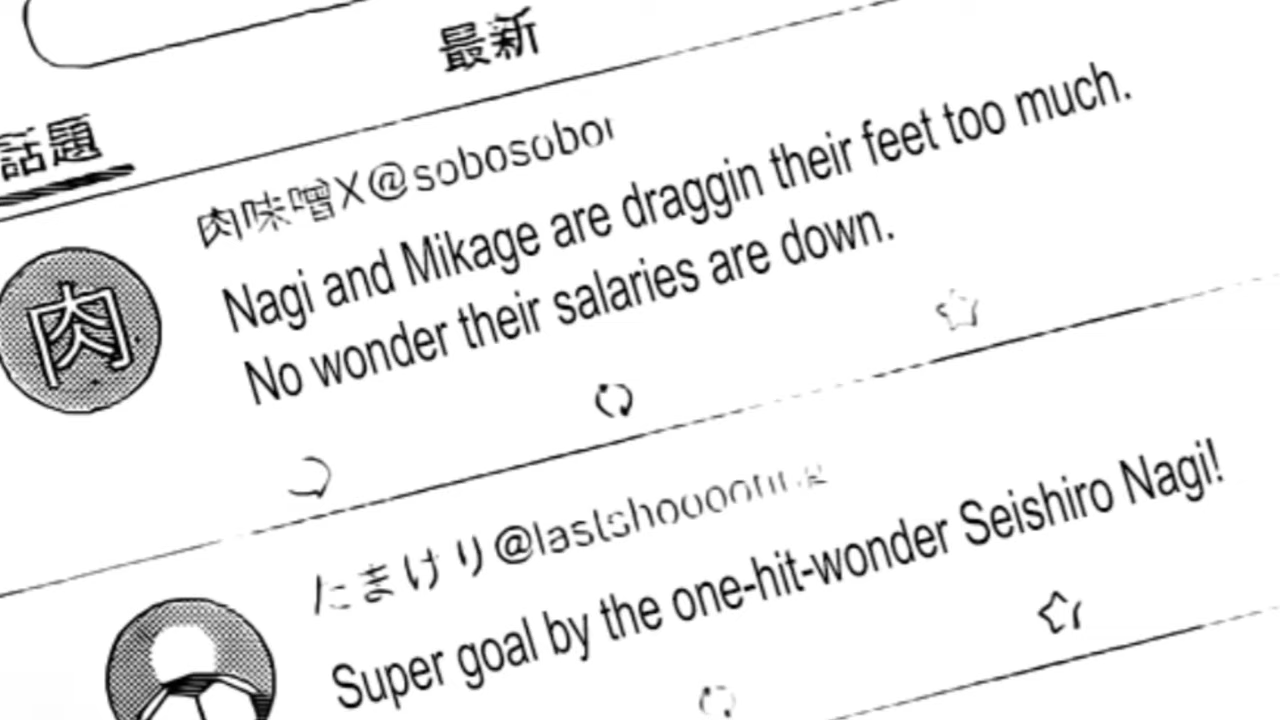 最新
話題
肉味噌X@sobosobo
肉
Nagi and Mikage are draggin their feet too much.
No wonder their salaries are down.
たまけり
Super goal by the one-hit-wonder Seishiro Nagi!